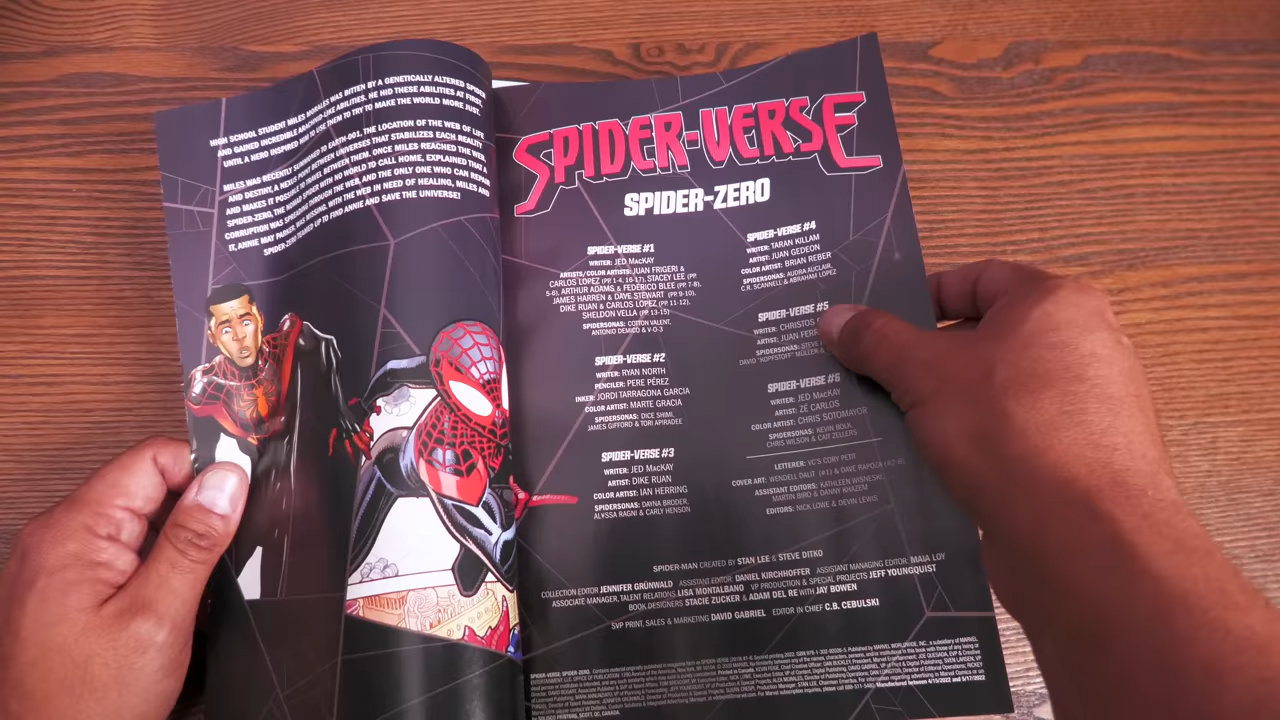 HIGH SCHOOL STUDENT MILES MORALES WAS BITTEN BY A GENETICALLY ALTERED SPIDER
AND GAINED INCREDIBLE ARACHNID-LIKE ABILITIES. HE HID THESE ABILITIES AT FIRST,
UNTIL A HERO INSPIRED HIM TO USE THEM TO TRY TO MAKE THE WORLD MORE JUST.
MILES WAS RECENTLY SUMMONED TO EARTH-001, THE LOCATION OF THE WEB OF LIFE
AND DESTINY, A NEXUS POINT BETWEEN UNIVERSES THAT STABILIZES EACH REALITY
AND MAKES IT POSSIBLE TO TRAVEL BETWEEN THEM. ONCE MILES REACHED THE WEB,
SPIDER-ZERO, THE NOMAD SPIDER WITH NO WORLD TO CALL HOME, EXPLAINED THAT A
CORRUPTION WAS SPREADING THROUGH THE WEB, AND THE ONLY ONE WHO CAN REPAIR
IT, ANNIE MAY PARKER, WAS MISSING. WITH THE WEB IN NEED OF HEALING, MILES AND
SPIDER-ZERO TEAMED UP TO FIND ANNIE AND SAVE THE UNIVERSE!
SPIDER-VERSE
SPIDER-ZERO
SPIDER-VERSE #1
WRITER: JED MacKAY
ARTISTS/COLOR ARTISTS: JUAN FRIGERI &
CARLOS LOPEZ (PP. 1-4, 16-17), STACEY LEE (PP.
5-6), ARTHUR ADAMS & FEDERICO BLEE (PP. 7-8),
JAMES HARREN & DAVE STEWART (PP. 9-10),
DIKE RUAN & CARLOS LOPEZ (PP. 11-12),
SHELDON VELLA (PP. 13-15)
SPIDERSONAS: COTTON VALENT,
ANTONIO DEMICO & V-O-3
SPIDER-VERSE #2
WRITER: RYAN NORTH
PENCILER: PERE PÉREZ
INKER: JORDI TARRAGONA GARCIA
COLOR ARTIST: MARTE GRACIA
SPIDERSONAS: DICE SHIMI,
JAMES GIFFORD & TORI APIRADEE
SPIDER-VERSE #3
WRITER: JED MacKAY
ARTIST: DIKE RUAN
COLOR ARTIST: IAN HERRING
SPIDERSONAS: DAYNA BRODER,
ALYSSA RAGNI & CARLY HENSON
SPIDER-VERSE #4
WRITER: TARAN KILLAM
ARTIST: JUAN GEDEON
COLOR ARTIST: BRIAN REBER
SPIDERSONAS: AUDRA AUCLAIR,
C.R. SCANNELL & ABRAHAM LOPEZ
SPIDER-VERSE #5
WRITER: CHRISTOS
ARTIST: JUAN
SPIDERSONAS: STEVE
DAVID "KOPFSTOFF" MÜLLER &
SPIDER-VERSE #6
WRITER: JED MacKAY
ARTIST: ZÉ CARLOS
COLOR ARTIST: CHRIS SOTOMAYOR
SPIDERSONAS: KEVIN BOLK,
CHRIS WILSON & CAIT ZELLERS
LETTERER: VC'S CORY PETIT
COVER ART: WENDELL DALIT (#1) & DAVE RAPOZA (#2-6)
ASSISTANT EDITORS: KATHLEEN WISNESKI,
MARTIN BIRO & DANNY KHAZEM
EDITORS: NICK LOWE & DEVIN LEWIS
SPIDER-MAN CREATED BY STAN LEE & STEVE DITKO
COLLECTION EDITOR JENNIFER GRÜNWALD ASSISTANT EDITOR DANIEL KIRCHHOFFER ASSISTANT MANAGING EDITOR: MAIA LOY
ASSOCIATE MANAGER, TALENT RELATIONS LISA MONTALBANO VP PRODUCTION & SPECIAL PROJECTS JEFF YOUNGQUIST
BOOK DESIGNERS STACIE ZUCKER & ADAM DEL RE WITH JAY BOWEN
SVP PRINT, SALES & MARKETING DAVID GABRIEL EDITOR IN CHIEF C.B. CEBULSKI